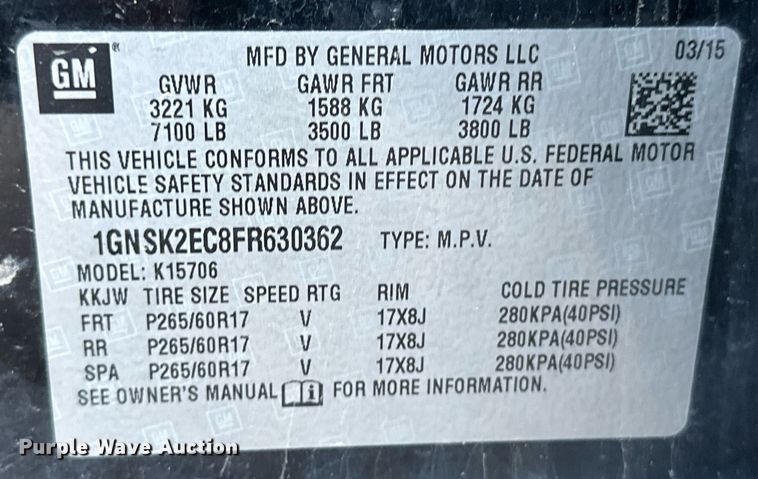 GM ®
MFD BY GENERAL MOTORS LLC 03/15
GVWR GAWR FRT GAWR RR
3221 KG 1588 KG 1724 KG
7100 LB 3500 LB 3800 LB
THIS VEHICLE CONFORMS TO ALL APPLICABLE U.S. FEDERAL MOTOR
VEHICLE SAFETY STANDARDS IN EFFECT ON THE DATE OF
MANUFACTURE SHOWN ABOVE.
1GNSK2EC8FR630362 TYPE: M.P.V.
MODEL: K15706
KKJW TIRE SIZE SPEED RTG RIM COLD TIRE PRESSURE
FRT P265/60R17 V 17X8J 280KPA(40PSI)
RR P265/60R17 V 17X8J 280KPA(40PSI)
SPA P265/60R17 V 17X8J 280KPA(40PSI)
SEE OWNER'S MANUAL i FOR MORE INFORMATION.
Purple Wave Auction